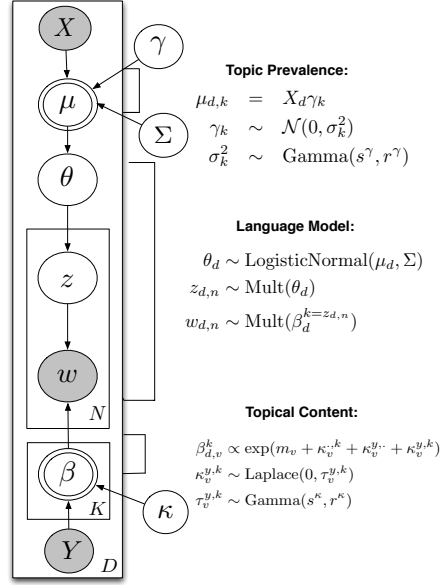 X
γ
μ
Σ
θ
z
w
N
β
K
κ
Y
D
Topic Prevalence:
μ_{d,k} = X_d γ_k
γ_k ∼ N(0, σ_k^2)
σ_k^2 ∼ Gamma(s^γ, r^γ)
Language Model:
θ_d ∼ LogisticNormal(μ_d, Σ)
z_{d,n} ∼ Mult(θ_d)
w_{d,n} ∼ Mult(β_d^{k=z_{d,n}})
Topical Content:
β_{d,v}^k ∝ exp(m_v + κ_v^{.,k} + κ_v^{y,.} + κ_v^{y,k})
κ_v^{y,k} ∼ Laplace(0, τ_v^{y,k})
τ_v^{y,k} ∼ Gamma(s^κ, r^κ)